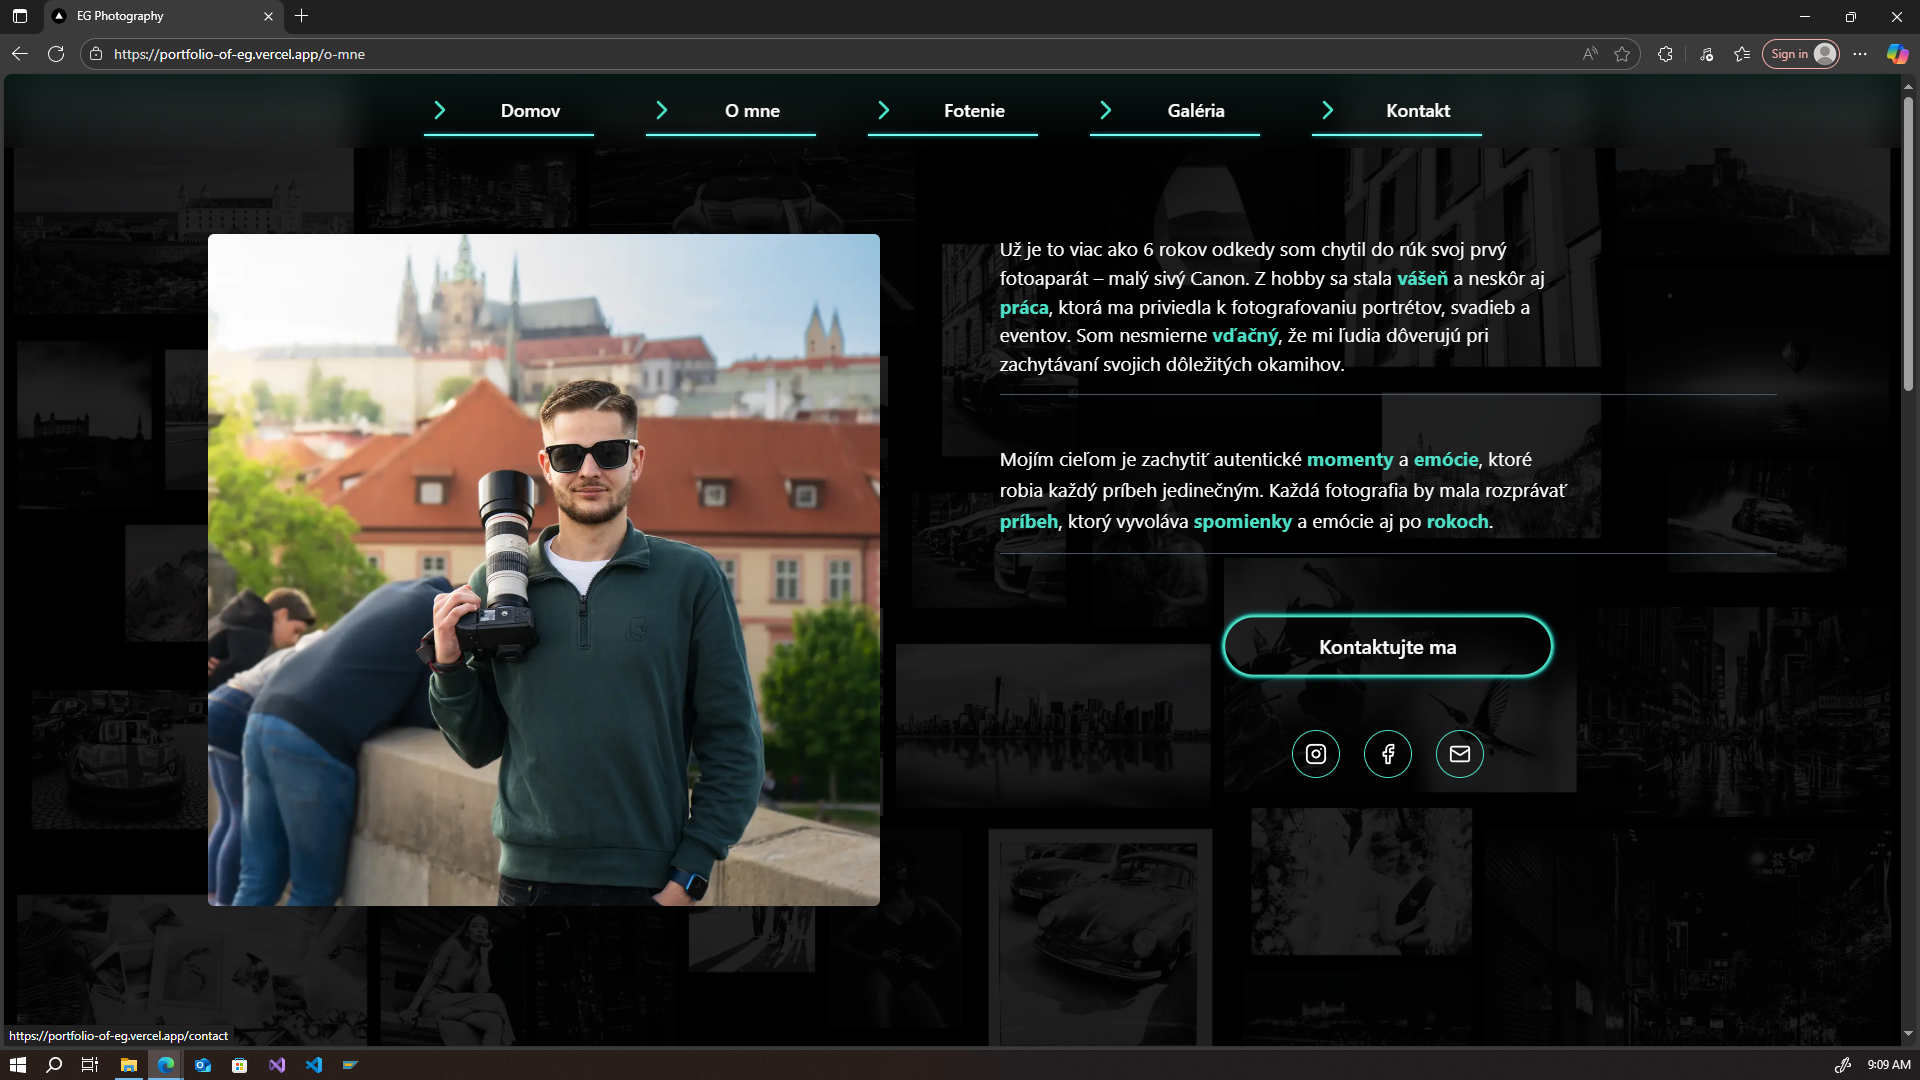 EG Photography
https://portfolio-of-eg.vercel.app/o-mne
Sign in
Domov
O mne
Fotenie
Galéria
Kontakt
Už je to viac ako 6 rokov odkedy som chytil do rúk svoj prvý
fotoaparát – malý sivý Canon. Z hobby sa stala vášeň a neskôr aj
práca, ktorá ma priviedla k fotografovaniu portrétov, svadieb a
eventov. Som nesmierne vďačný, že mi ľudia dôverujú pri
zachytávaní svojich dôležitých okamihov.
Mojím cieľom je zachytiť autentické momenty a emócie, ktoré
robia každý príbeh jedinečným. Každá fotografia by mala rozprávať
príbeh, ktorý vyvoláva spomienky a emócie aj po rokoch.
Kontaktujte ma
https://portfolio-of-eg.vercel.app/contact
9:09 AM